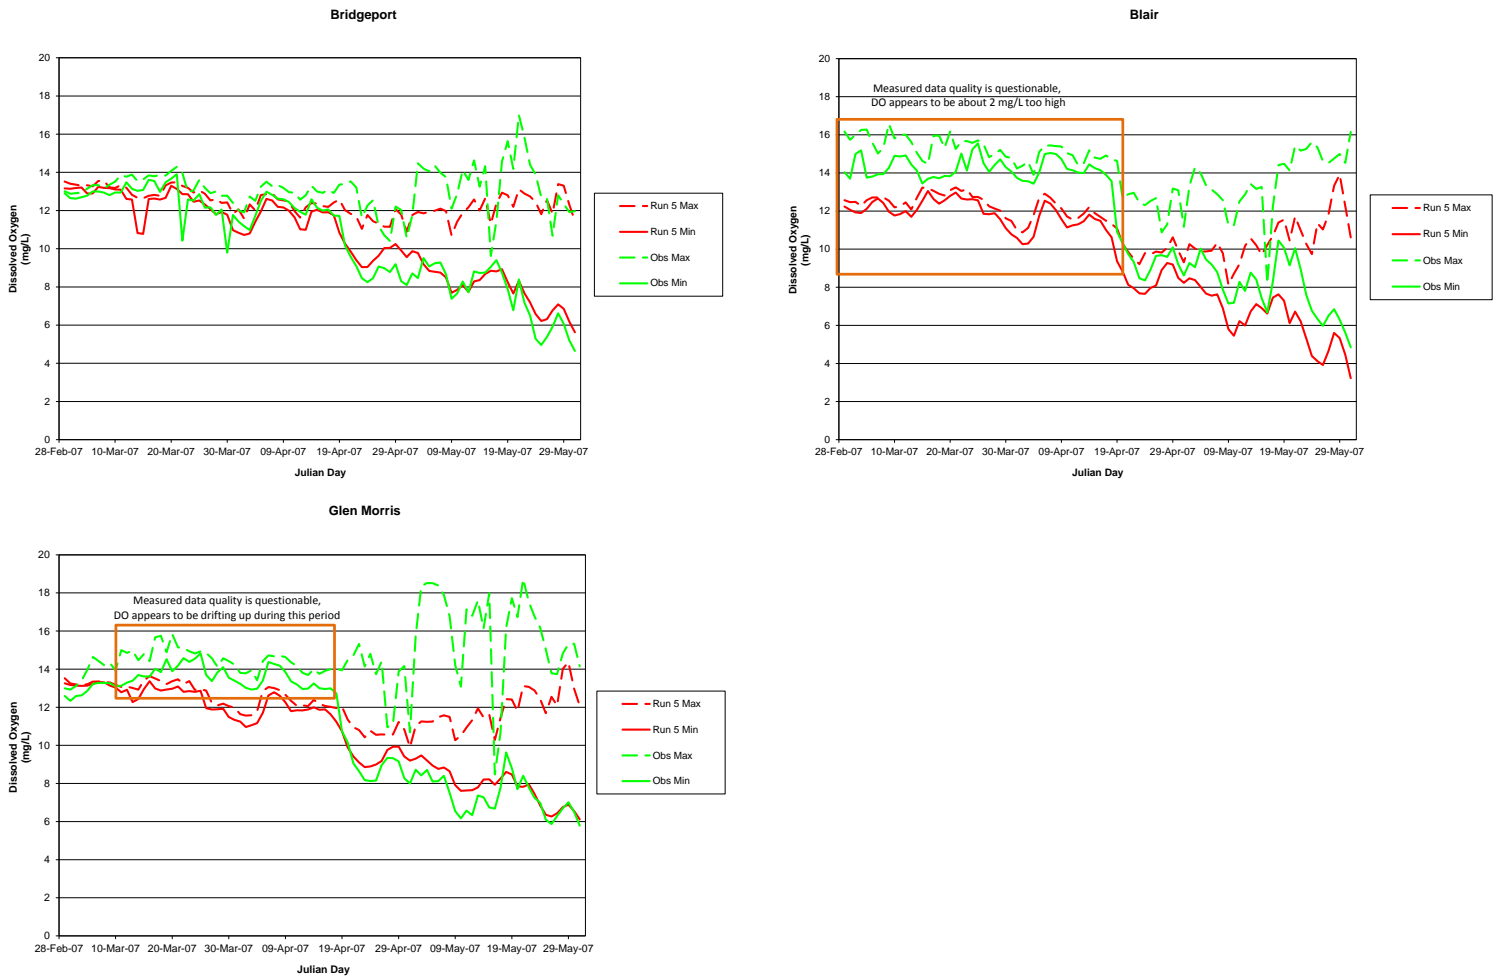 Bridgeport
20
18
16
14
12
10
8
6
4
2
0
28-Feb-07 10-Mar-07 20-Mar-07 30-Mar-07 09-Apr-07 19-Apr-07 29-Apr-07 09-May-07 19-May-07 29-May-07
Julian Day
Dissolved Oxygen
(mg/L)
Run 5 Max
Run 5 Min
Obs Max
Obs Min
Blair
Measured data quality is questionable,
DO appears to be about 2 mg/L too high
20
18
16
14
12
10
8
6
4
2
0
28-Feb-07 10-Mar-07 20-Mar-07 30-Mar-07 09-Apr-07 19-Apr-07 29-Apr-07 09-May-07 19-May-07 29-May-07
Julian Day
Dissolved Oxygen
(mg/L)
Run 5 Max
Run 5 Min
Obs Max
Obs Min
Glen Morris
Measured data quality is questionable,
DO appears to be drifting up during this period
20
18
16
14
12
10
8
6
4
2
0
28-Feb-07 10-Mar-07 20-Mar-07 30-Mar-07 09-Apr-07 19-Apr-07 29-Apr-07 09-May-07 19-May-07 29-May-07
Julian Day
Dissolved Oxygen
(mg/L)
Run 5 Max
Run 5 Min
Obs Max
Obs Min